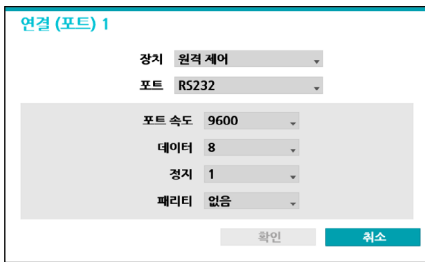 연결 (포트) 1
장치 원격 제어
포트 RS232
포트 속도 9600
데이터 8
정지 1
패리티 없음
확인 취소